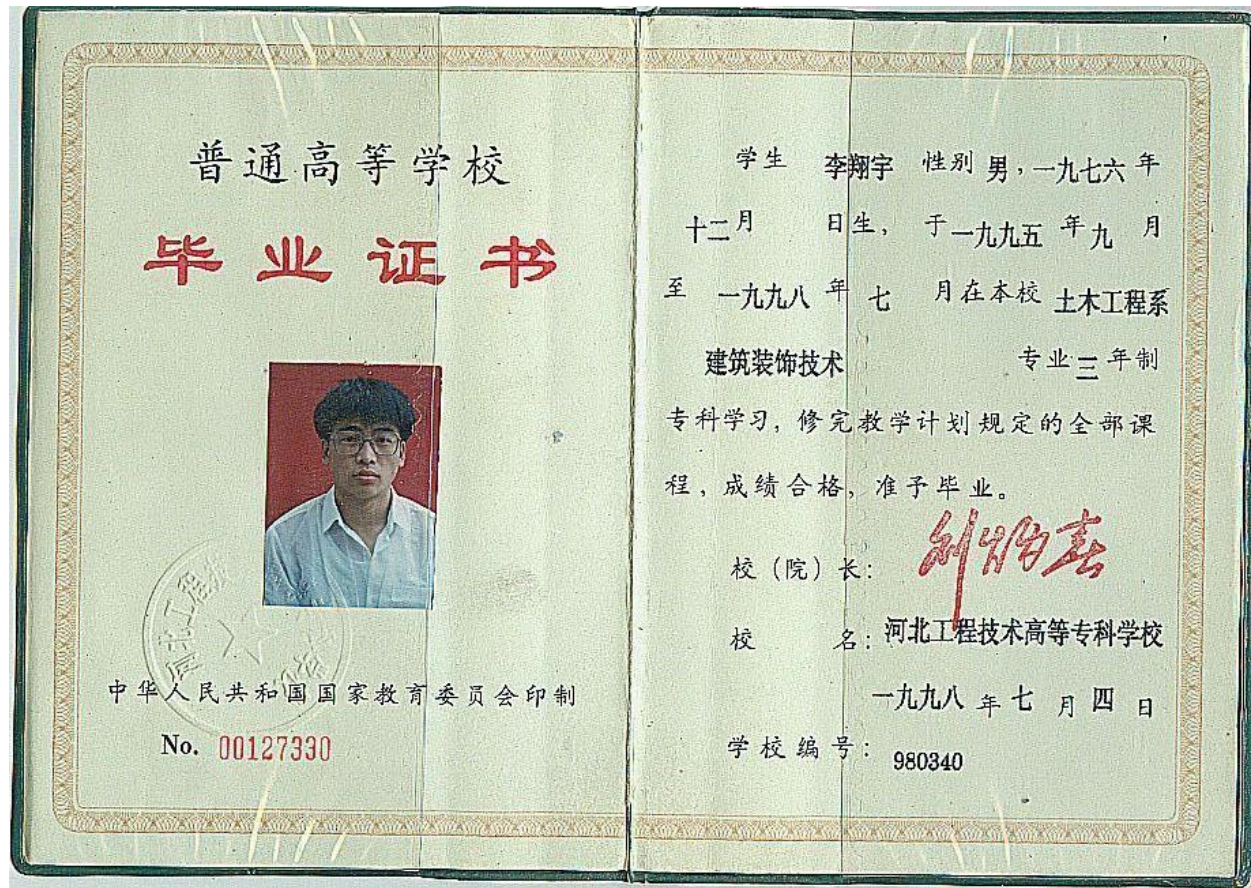 普通高等学校
毕业证书
中华人民共和国国家教育委员会印制
No. 00127330
学生 李翔宇 性别 男，一九七六 年
十二月 日生，于一九九五 年 九 月
至 一九九八 年 七 月在本校 土木工程系
建筑装饰技术 专业 三 年制
专科学习，修完教学计划规定的全部课
程，成绩合格，准予毕业。
校（院）长：
校 名：河北工程技术高等专科学校
一九九八 年 七 月 四 日
学校编号：980340